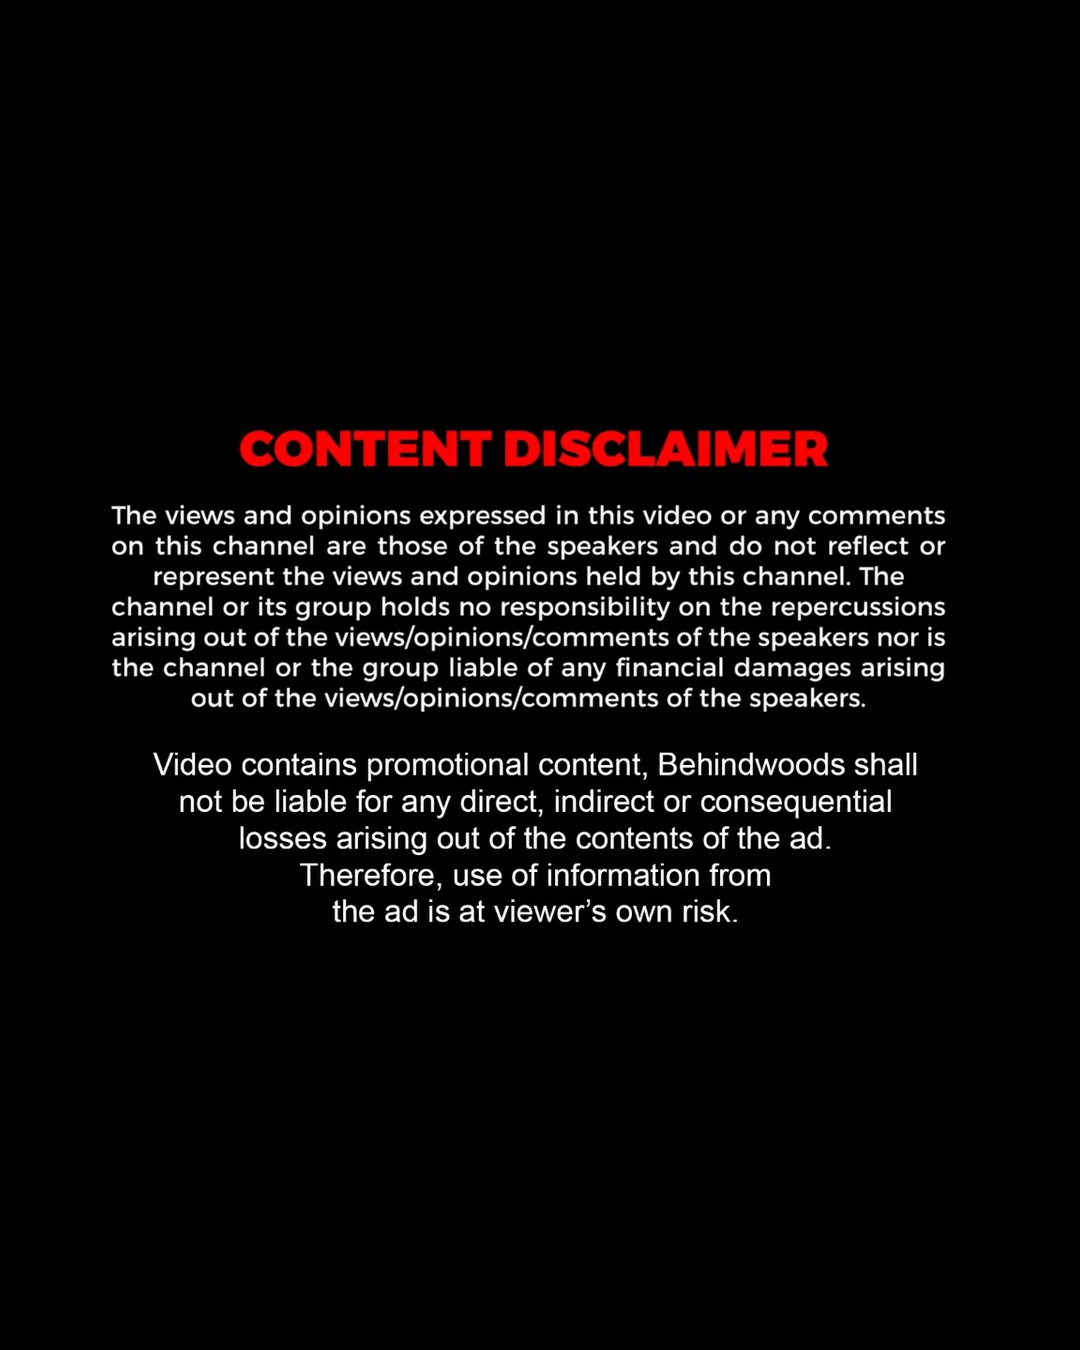 CONTENT DISCLAIMER
The views and opinions expressed in this video or any comments
on this channel are those of the speakers and do not reflect or
represent the views and opinions held by this channel. The
channel or its group holds no responsibility on the repercussions
arising out of the views/opinions/comments of the speakers nor is
the channel or the group liable of any financial damages arising
out of the views/opinions/comments of the speakers.
Video contains promotional content, Behindwoods shall
not be liable for any direct, indirect or consequential
losses arising out of the contents of the ad.
Therefore, use of information from
the ad is at viewer’s own risk.